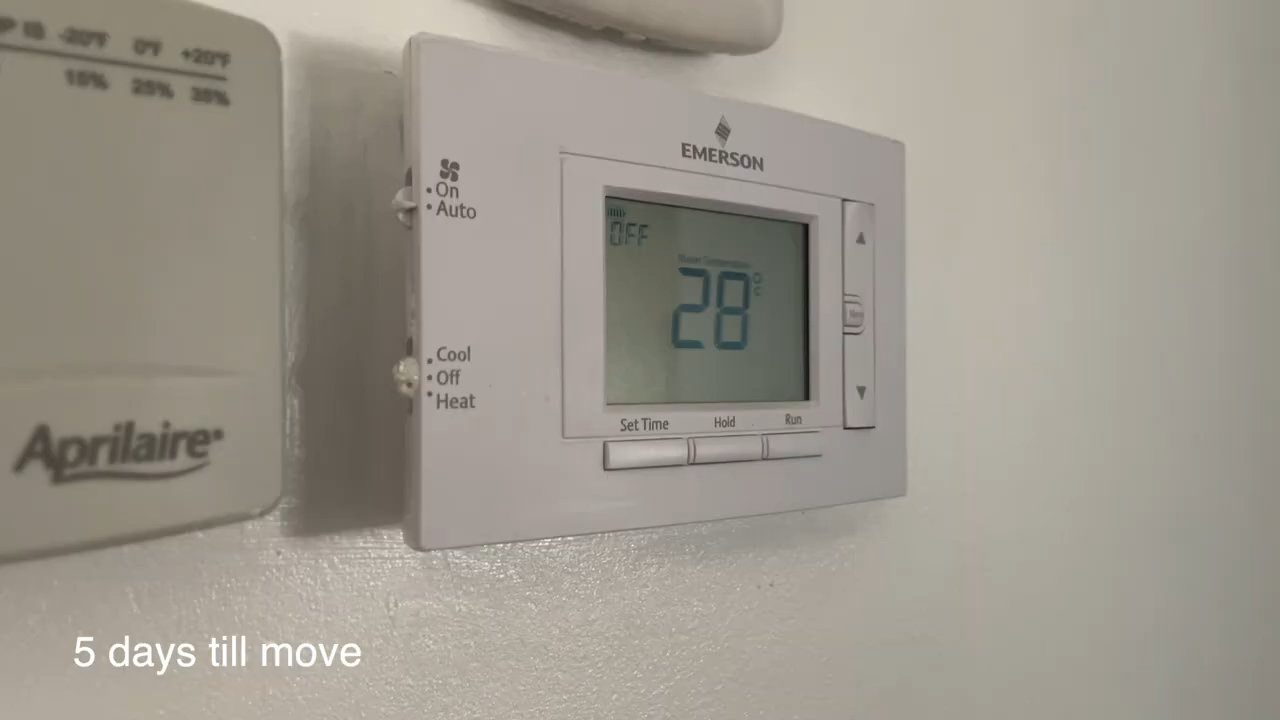 -20°F 0°F +20°F
15% 25% 35%
Aprilaire
On
Auto
Cool
Off
Heat
EMERSON
OFF
28°C
Set Time Hold Run
5 days till move